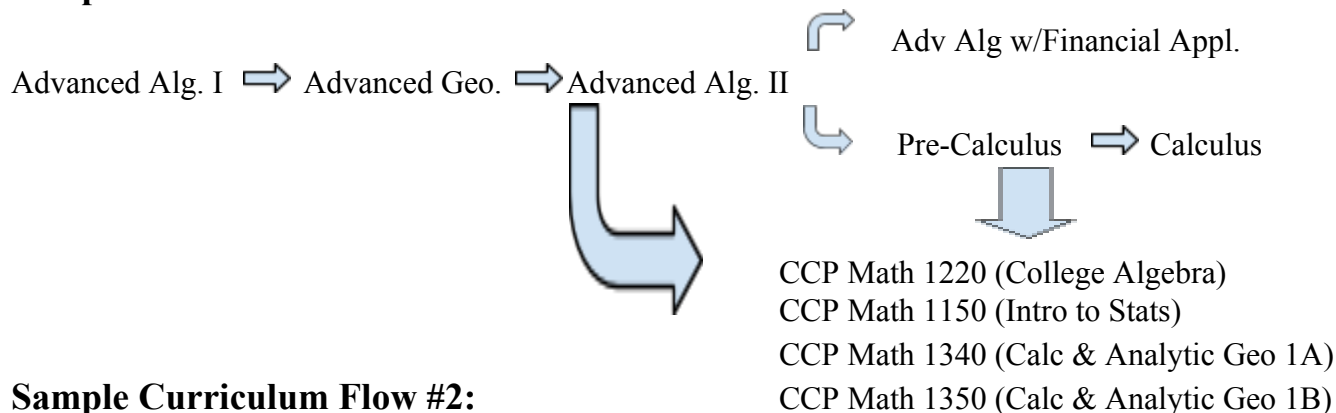 Adv Alg w/Financial Appl.
Advanced Alg. I Advanced Geo. Advanced Alg. II
Pre-Calculus Calculus
CCP Math 1220 (College Algebra)
CCP Math 1150 (Intro to Stats)
CCP Math 1340 (Calc & Analytic Geo 1A)
Sample Curriculum Flow #2: CCP Math 1350 (Calc & Analytic Geo 1B)